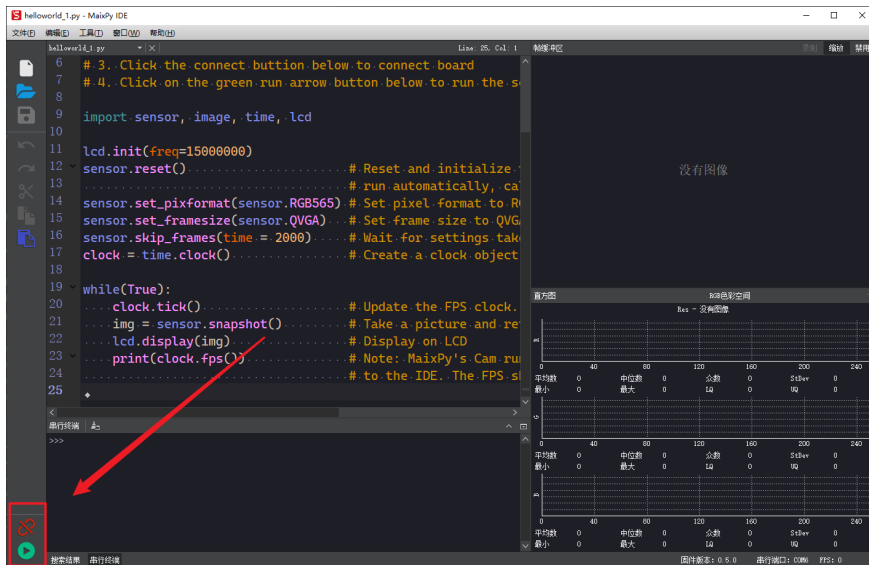 helloworld_1.py - MaixPy IDE
文件(F) 编辑(E) 工具(T) 窗口(W) 帮助(H)
helloworld_1.py Line: 25, Col: 1
6 # 3. Click the connect buttion below to connect board
7 # 4. Click on the green run arrow button below to run the s
8
9 import sensor, image, time, lcd
10
11 lcd.init(freq=15000000)
12 sensor.reset() # Reset and initialize
13 # run automatically, ca
14 sensor.set_pixformat(sensor.RGB565) # Set pixel format to R
15 sensor.set_framesize(sensor.QVGA) # Set frame size to QVG
16 sensor.skip_frames(time = 2000) # Wait for settings tak
17 clock = time.clock() # Create a clock object
18
19 while(True):
20 clock.tick() # Update the FPS clock.
21 img = sensor.snapshot() # Take a picture and re
22 lcd.display(img) # Display on LCD
23 print(clock.fps()) # Note: MaixPy's Cam ru
24 # to the IDE. The FPS s
25
串行终端
>>>
搜索结果 串行终端
帧缓冲区 录制 缩放 禁用
没有图像
直方图 RGB色彩空间
Res - 没有图像
R
0 40 80 120 160 200 240
平均数 0 中位数 0 众数 0 StDev 0
最小 0 最大 0 LQ 0 UQ 0
G
0 40 80 120 160 200 240
平均数 0 中位数 0 众数 0 StDev 0
最小 0 最大 0 LQ 0 UQ 0
B
0 40 80 120 160 200 240
平均数 0 中位数 0 众数 0 StDev 0
最小 0 最大 0 LQ 0 UQ 0
固件版本: 0.5.0 串行端口: COM6 FPS: 0